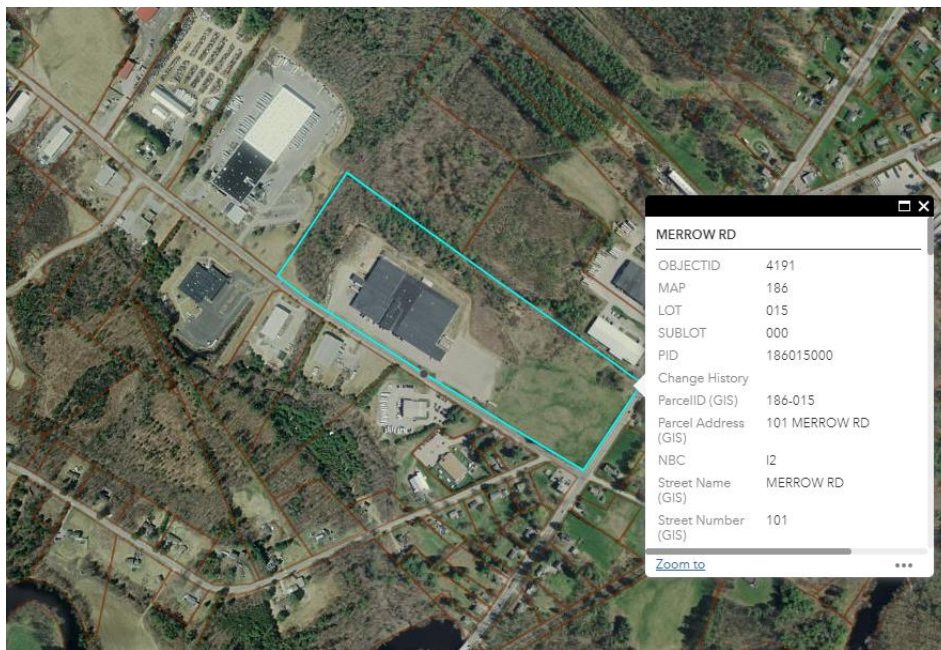 MERROW RD
OBJECTID 4191
MAP 186
LOT 015
SUBLOT 000
PID 186015000
Change History
ParcelID (GIS) 186-015
Parcel Address 101 MERROW RD
(GIS)
NBC I2
Street Name MERROW RD
(GIS)
Street Number 101
(GIS)
Zoom to